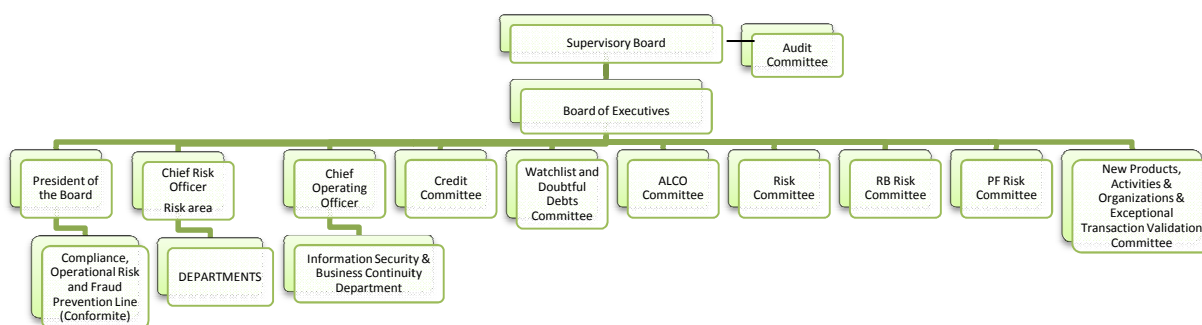 Supervisory Board
Audit
Committee
Board of Executives
President of
the Board
Chief Risk
Officer
Risk area
Chief
Operating
Officer
Credit
Committee
Watchlist and
Doubtful
Debts
Committee
ALCO
Committee
Risk
Committee
RB Risk
Committee
PF Risk
Committee
New Products,
Activities &
Organizations &
Exceptional
Transaction Validation
Committee
Compliance,
Operational Risk
and Fraud
Prevention Line
(Conformite)
DEPARTMENTS
Information Security &
Business Continuity
Department